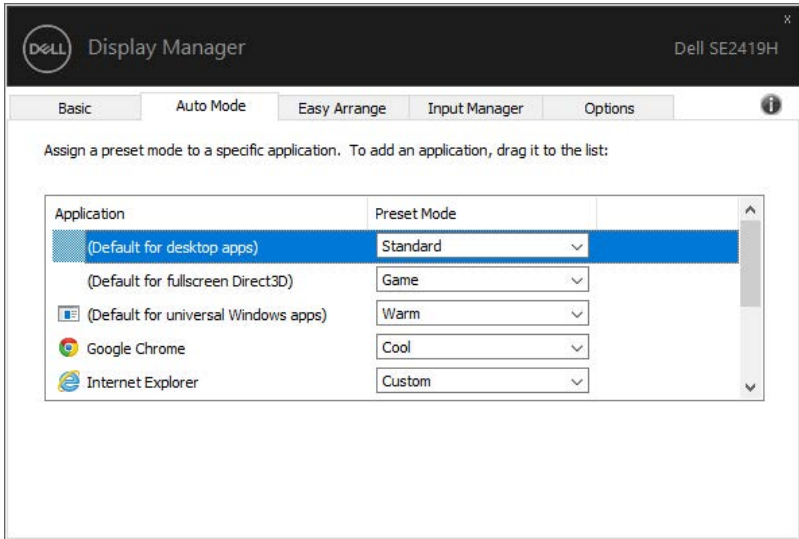 x
DELL Display Manager Dell SE2419H
Basic Auto Mode Easy Arrange Input Manager Options
Assign a preset mode to a specific application. To add an application, drag it to the list:
Application Preset Mode
(Default for desktop apps) Standard
(Default for fullscreen Direct3D) Game
(Default for universal Windows apps) Warm
Google Chrome Cool
Internet Explorer Custom